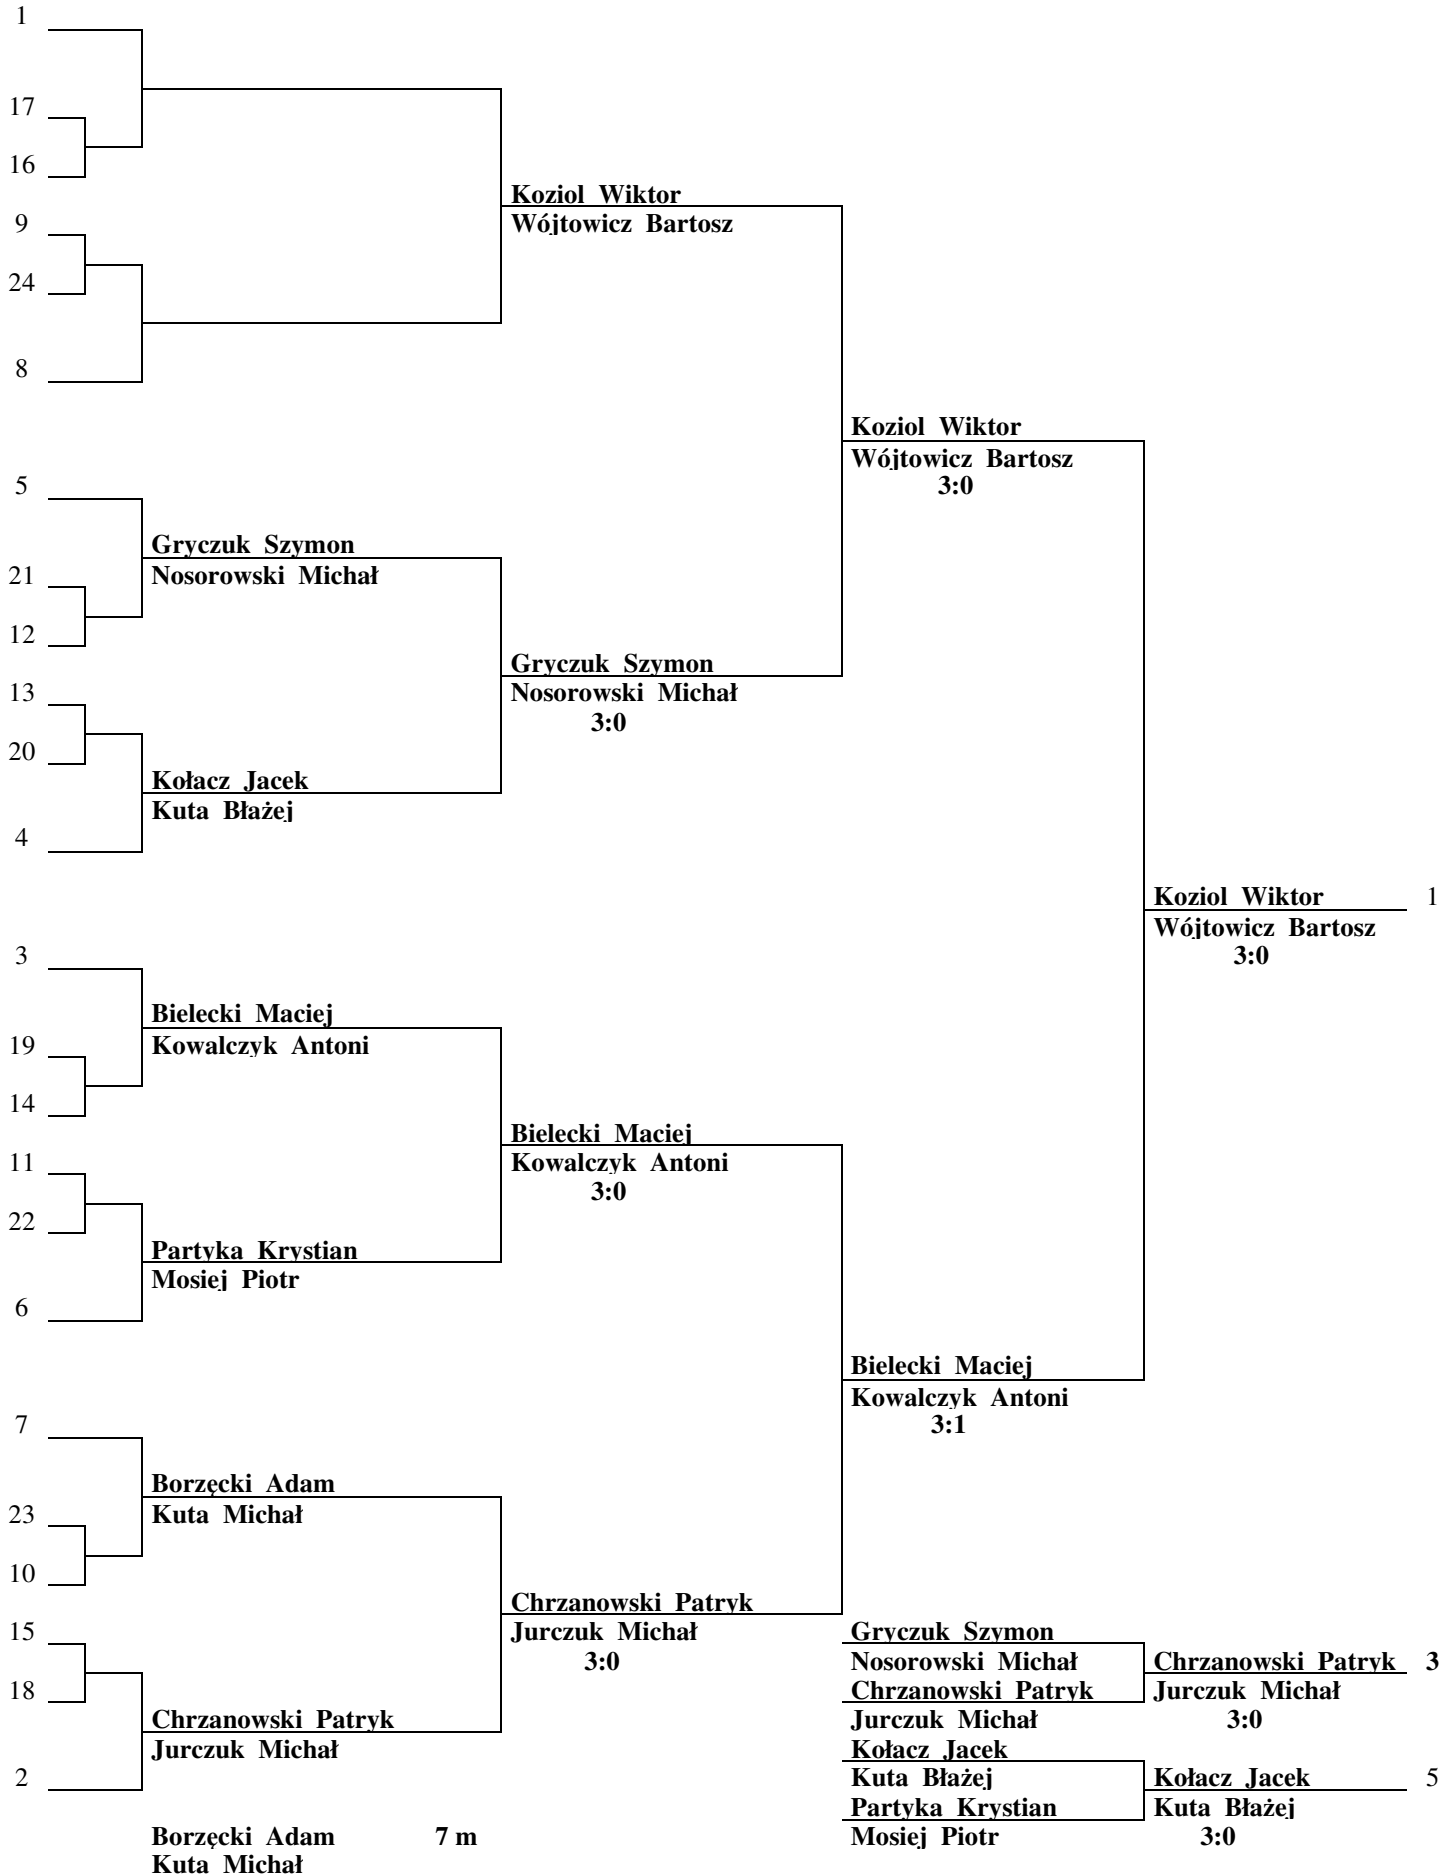 1
17
16
Koziol Wiktor
9
Wójtowicz Bartosz
24
8
Koziol Wiktor
Wójtowicz Bartosz
3:0
5
Gryczuk Szymon
21 Nosorowski Michał
12
Gryczuk Szymon
13 Nosorowski Michał
3:0
20
Kołacz Jacek
Kuta Błażej
4
Koziol Wiktor 1
Wójtowicz Bartosz
3 3:0
Bielecki Maciej
19 Kowalczyk Antoni
14
Bielecki Maciej
11 Kowalczyk Antoni
3:0
22
Partyka Krystian
Mosiej Piotr
6
Bielecki Maciej
Kowalczyk Antoni
7 3:1
Borzęcki Adam
23 Kuta Michał
10
Chrzanowski Patryk
15 Jurczuk Michał Gryczuk Szymon
3:0 Nosorowski Michał Chrzanowski Patryk 3
18 Chrzanowski Patryk Jurczuk Michał
Chrzanowski Patryk Jurczuk Michał 3:0
Jurczuk Michał Kołacz Jacek
2 Kuta Błażej Kołacz Jacek 5
Partyka Krystian Kuta Błażej
Borzęcki Adam 7 m Mosiej Piotr 3:0
Kuta Michał